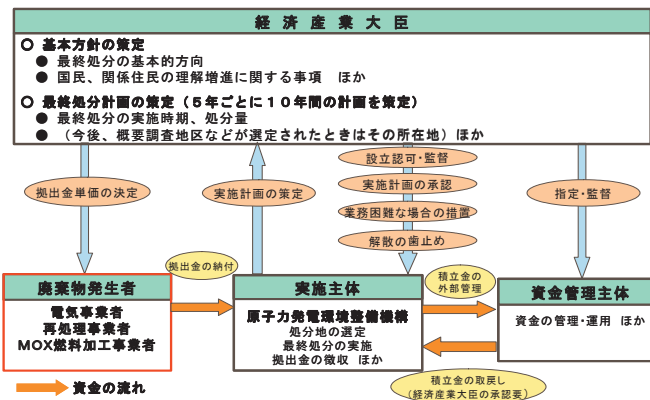 経済産業大臣
○ 基本方針の策定
● 最終処分の基本的方向
● 国民、関係住民の理解増進に関する事項 ほか
○ 最終処分計画の策定（５年ごとに１０年間の計画を策定）
● 最終処分の実施時期、処分量
● （今後、概要調査地区などが選定されたときはその所在地）ほか
拠出金単価の決定
実施計画の策定
設立認可・監督
実施計画の承認
業務困難な場合の措置
解散の歯止め
指定・監督
拠出金の納付
積立金の
外部管理
廃棄物発生者
電気事業者
再処理事業者
MOX燃料加工事業者
実施主体
原子力発電環境整備機構
処分地の選定
最終処分の実施
拠出金の徴収 ほか
資金管理主体
資金の管理・運用 ほか
積立金の取戻し
（経済産業大臣の承認要）
資金の流れ